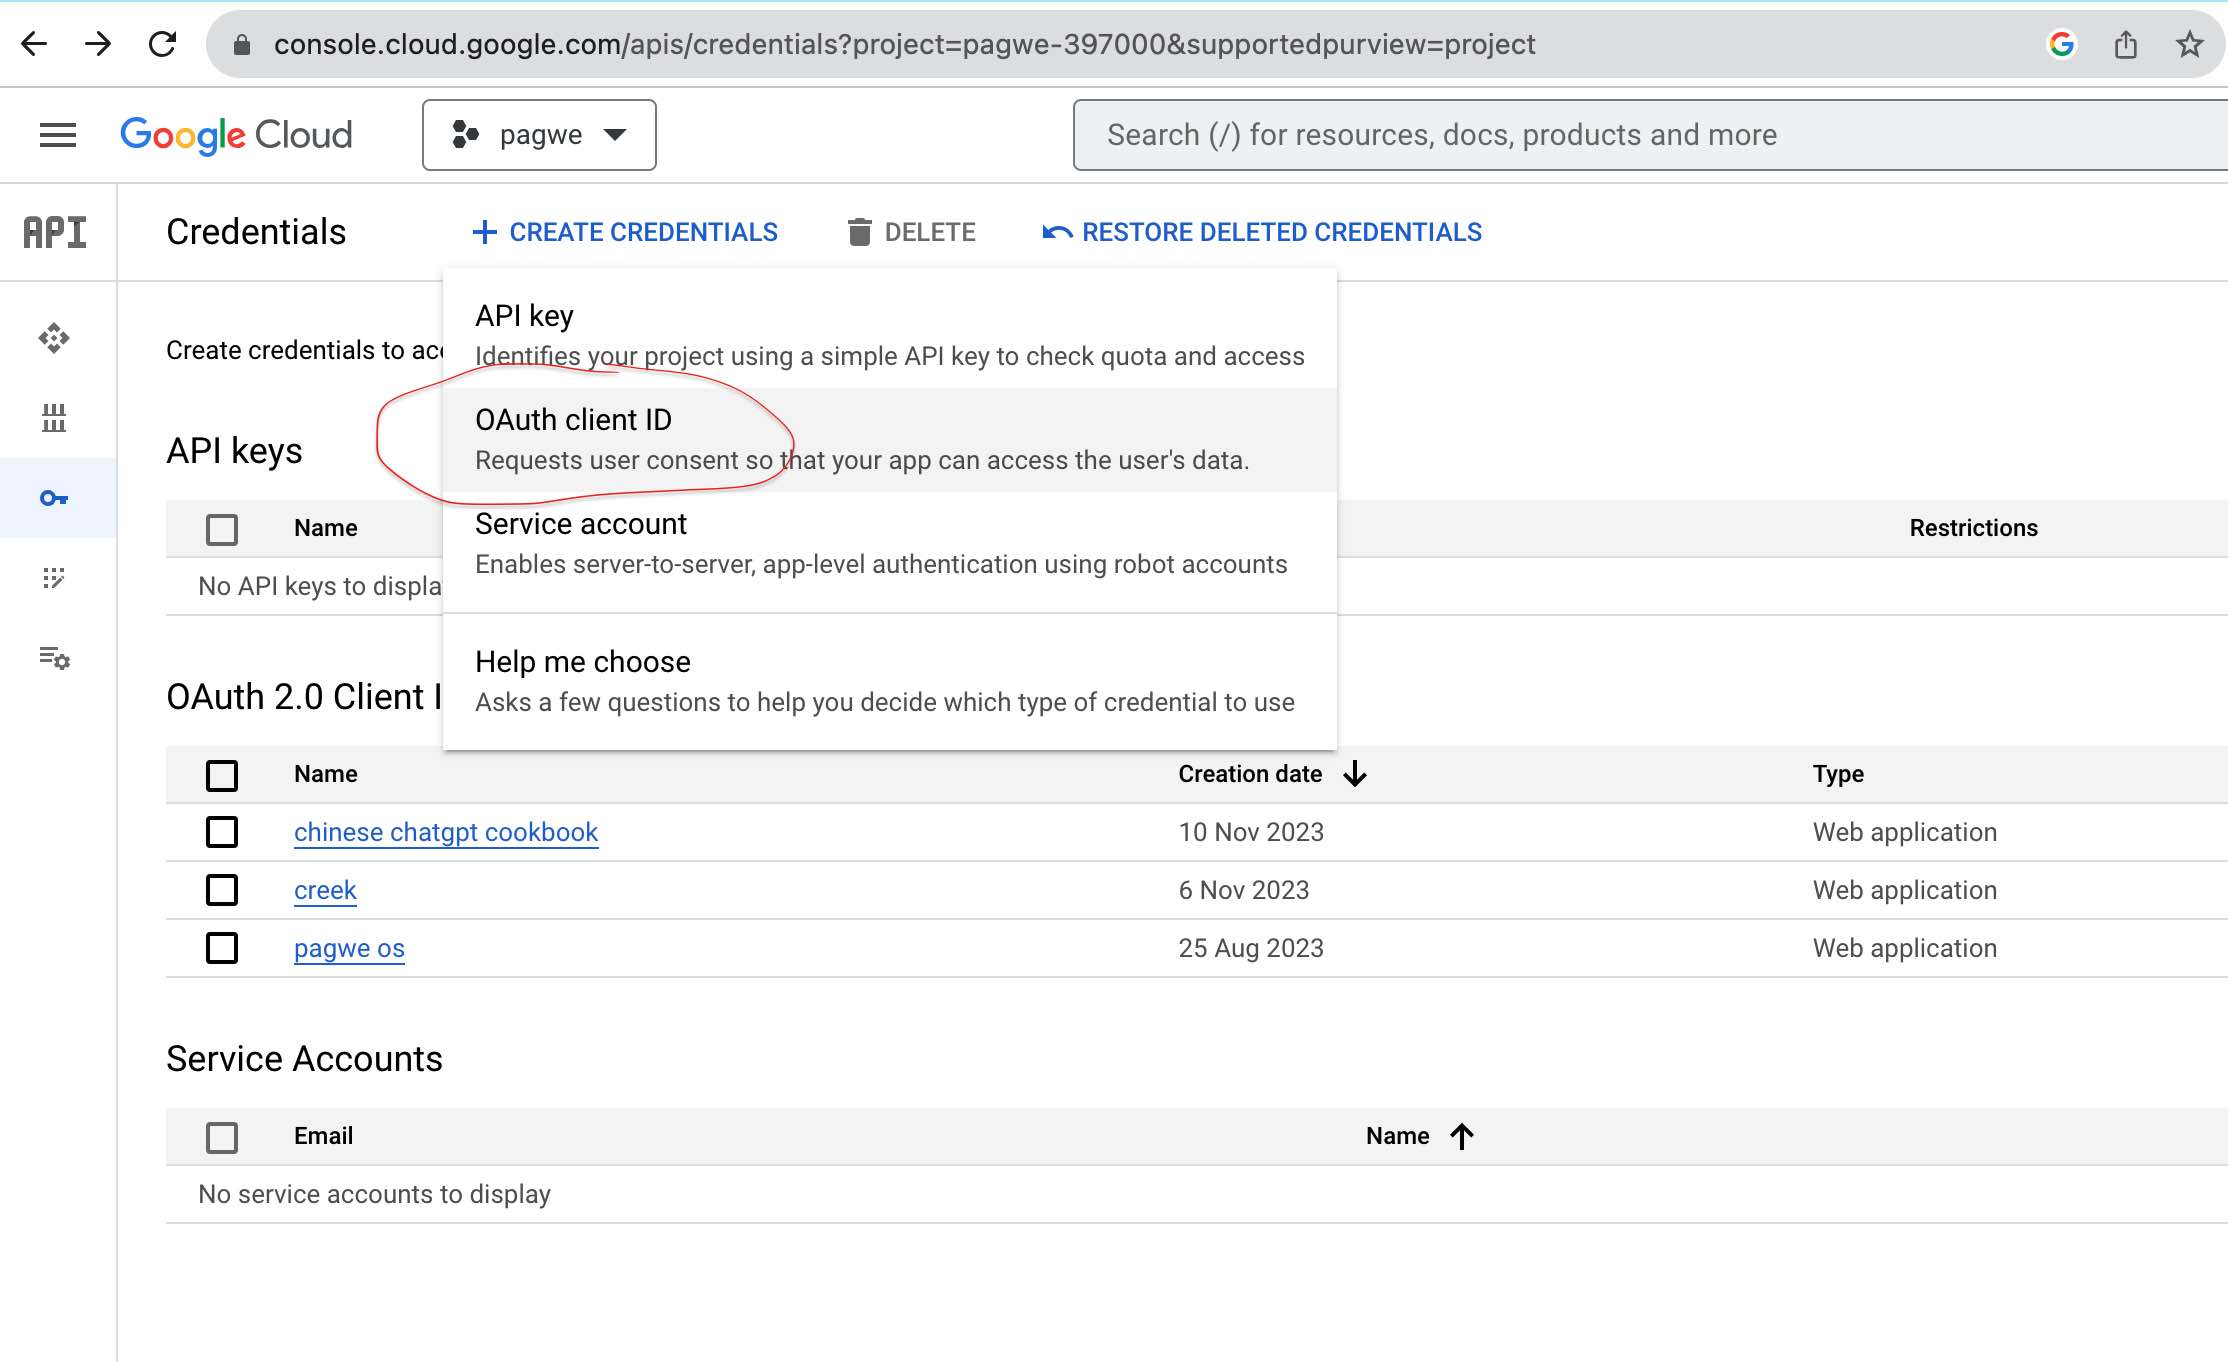 console.cloud.google.com/apis/credentials?project=pagwe-397000&supportedpurview=project
Google Cloud
pagwe
Search (/) for resources, docs, products and more
API
Credentials
CREATE CREDENTIALS
DELETE
RESTORE DELETED CREDENTIALS
API key
Identifies your project using a simple API key to check quota and access
Create credentials to acc
OAuth client ID
Requests user consent so that your app can access the user's data.
API keys
Service account
Enables server-to-server, app-level authentication using robot accounts
Name
Restrictions
No API keys to displa
Help me choose
Asks a few questions to help you decide which type of credential to use
OAuth 2.0 Client I
Name Creation date Type
chinese chatgpt cookbook 10 Nov 2023 Web application
creek 6 Nov 2023 Web application
pagwe os 25 Aug 2023 Web application
Service Accounts
Email Name
No service accounts to display